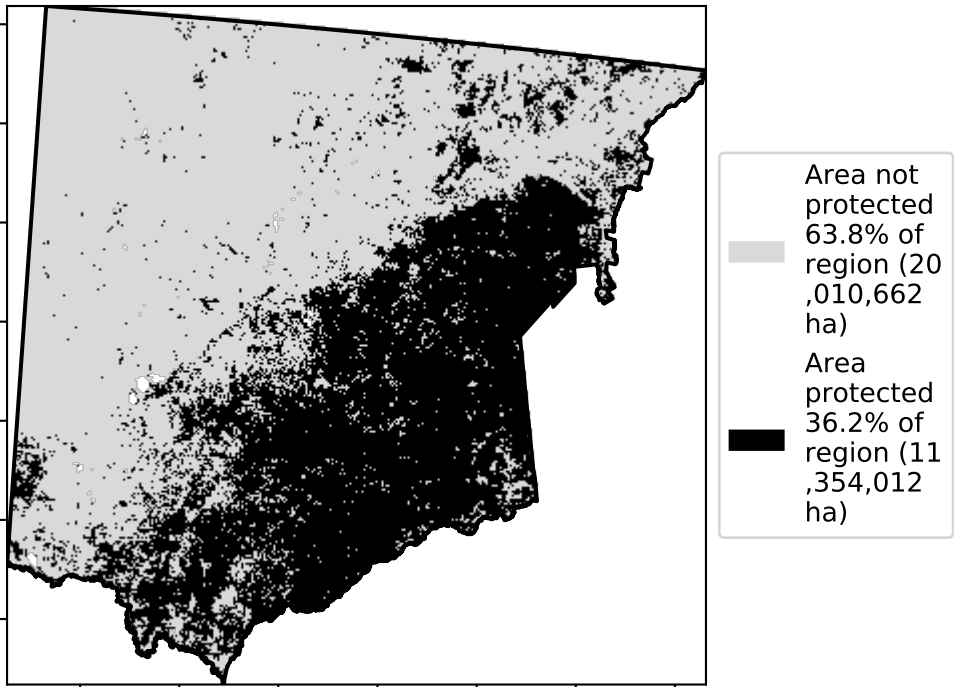 Area not
protected
63.8% of
region (20
,010,662
ha)
Area
protected
36.2% of
region (11
,354,012
ha)